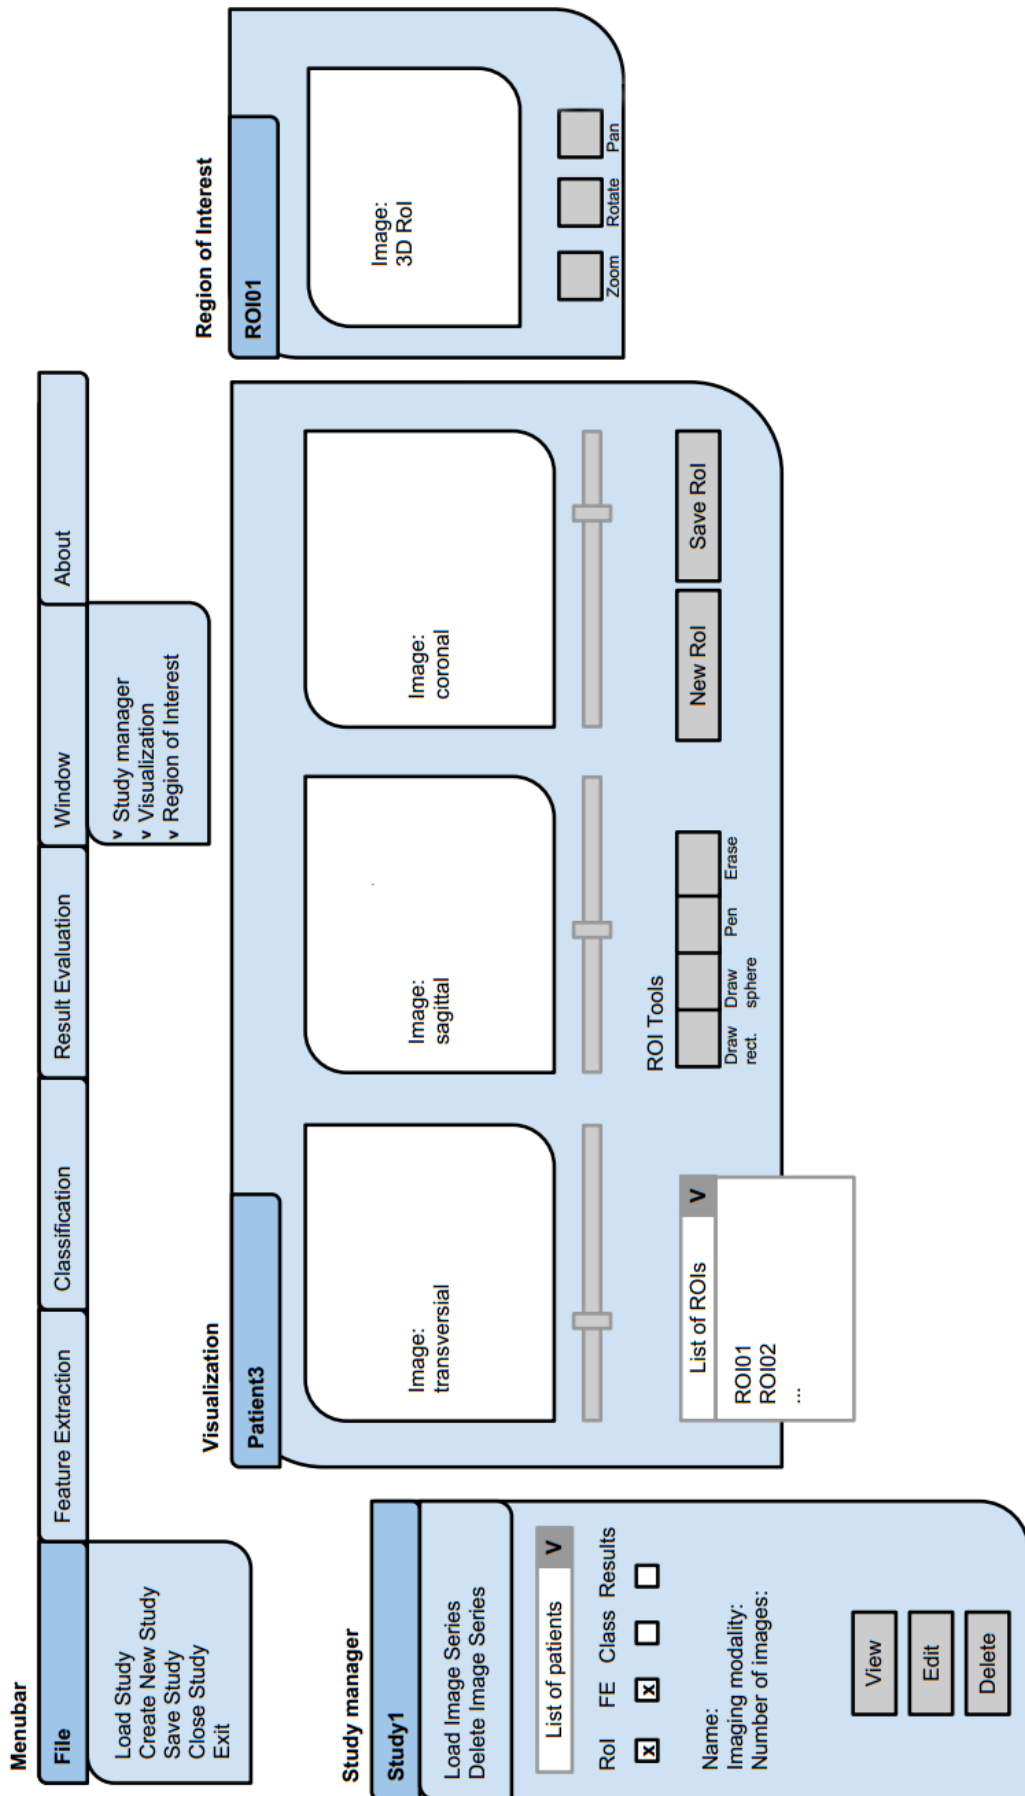 Menubar
File
Feature Extraction
Classification
Result Evaluation
Window
About
Load Study
Create New Study
Save Study
Close Study
Exit
v Study manager
v Visualization
v Region of Interest
Study manager
Study1
Load Image Series
Delete Image Series
List of patients
V
RoI FE Class Results
x x
Name:
Imaging modality:
Number of images:
View
Edit
Delete
Visualization
Patient3
Image:
transversial
Image:
sagittal
Image:
coronal
List of ROIs
V
ROI01
ROI02
...
ROI Tools
Draw
rect.
Draw
sphere
Pen
Erase
New RoI
Save RoI
Region of Interest
ROI01
Image:
3D RoI
Zoom
Rotate
Pan